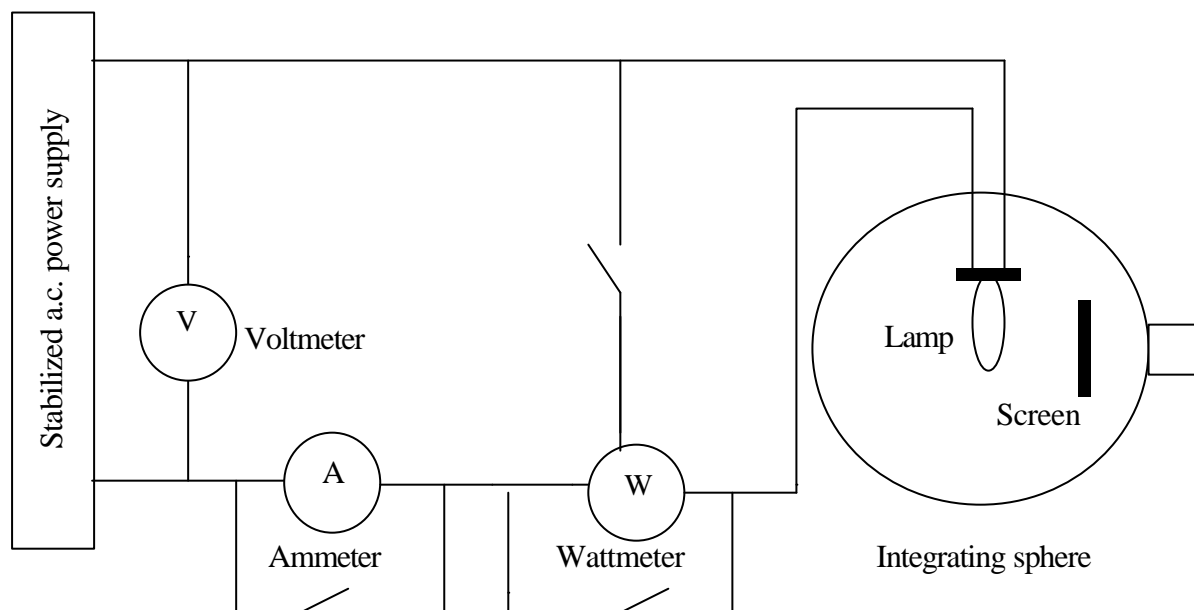 Stabilized a.c. power supply
V
Voltmeter
Lamp
Screen
A
W
Ammeter
Wattmeter
Integrating sphere